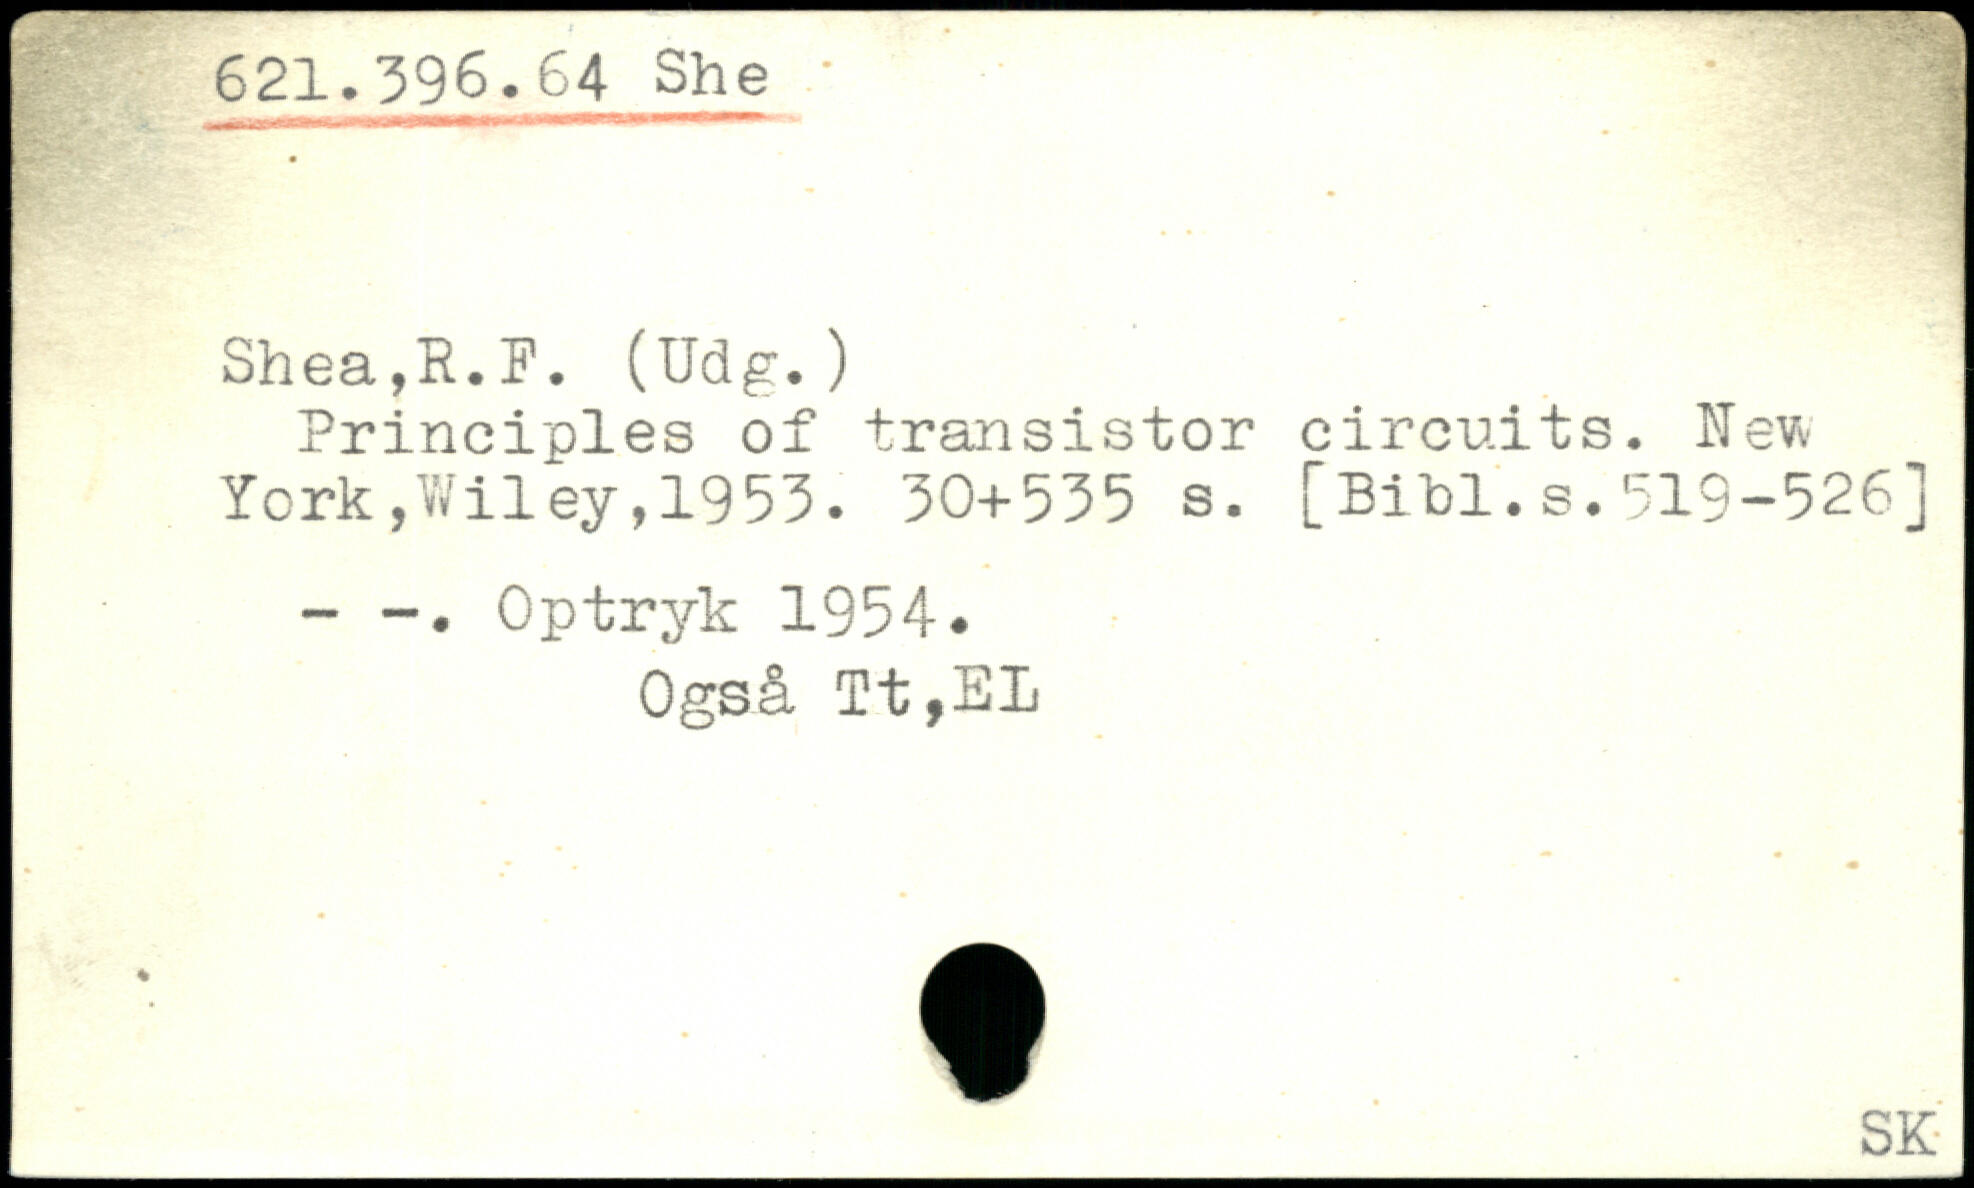 621.396.64 She
Shea,R.F. (Udg.)
Principles of transistor circuits. New
York,Wiley,1953. 30+535 s. [Bibl.s.519-526]
- -. Optryk 1954.
Også Tt,EL
SK